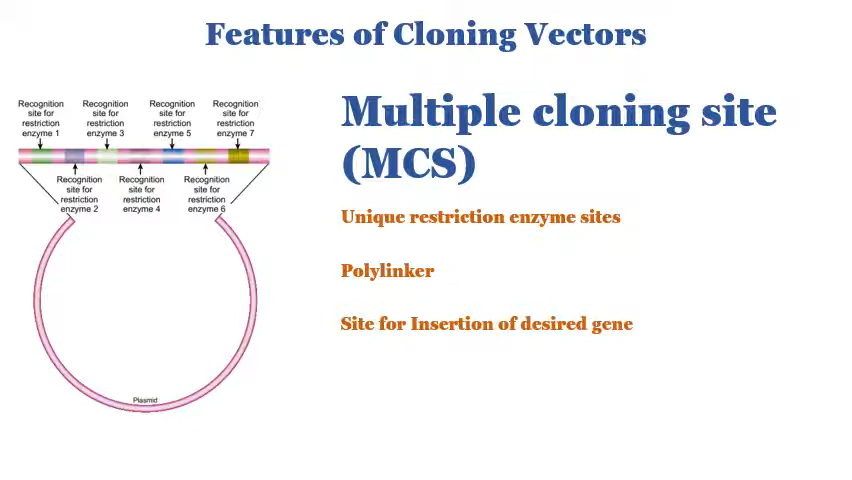 Features of Cloning Vectors
Recognition
site for
restriction
enzyme 1
Recognition
site for
restriction
enzyme 3
Recognition
site for
restriction
enzyme 5
Recognition
site for
restriction
enzyme 7
Recognition
site for
restriction
enzyme 2
Recognition
site for
restriction
enzyme 4
Recognition
site for
restriction
enzyme 6
Plasmid
Multiple cloning site
(MCS)
Unique restriction enzyme sites
Polylinker
Site for Insertion of desired gene